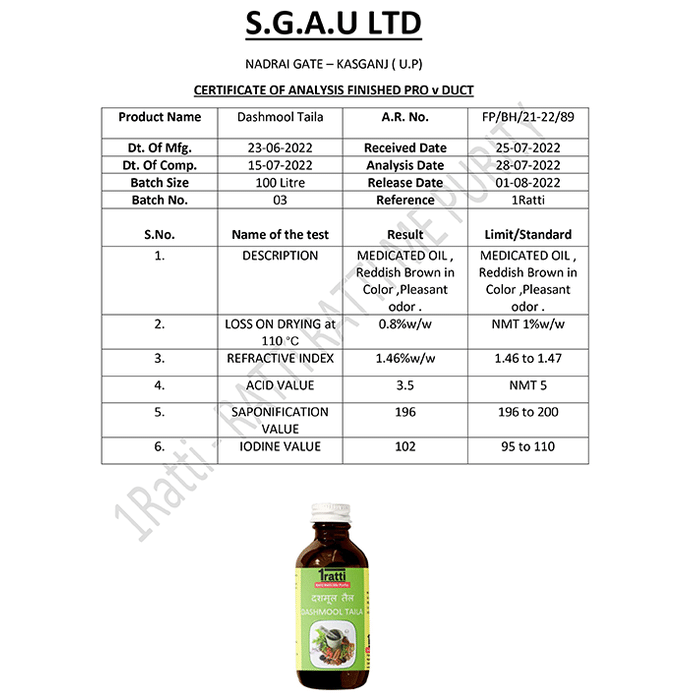 S.G.A.U LTD
NADRAI GATE – KASGANJ ( U.P)
CERTIFICATE OF ANALYSIS FINISHED PRO v DUCT
Product Name Dashmool Taila A.R. No. FP/BH/21-22/89
Dt. Of Mfg. 23-06-2022 Received Date 25-07-2022
Dt. Of Comp. 15-07-2022 Analysis Date 28-07-2022
Batch Size 100 Litre Release Date 01-08-2022
Batch No. 03 Reference 1Ratti
S.No. Name of the test Result Limit/Standard
1. DESCRIPTION MEDICATED OIL , MEDICATED OIL ,
Reddish Brown in Reddish Brown in
Color ,Pleasant Color ,Pleasant
odor . odor .
2. LOSS ON DRYING at 0.8%w/w NMT 1%w/w
110 °C
3. REFRACTIVE INDEX 1.46%w/w 1.46 to 1.47
4. ACID VALUE 3.5 NMT 5
5. SAPONIFICATION 196 196 to 200
VALUE
6. IODINE VALUE 102 95 to 110
1Ratti - RATTI RATTI ME PURITY
1ratti
दशमूल तैल
DASHMOOL TAILA